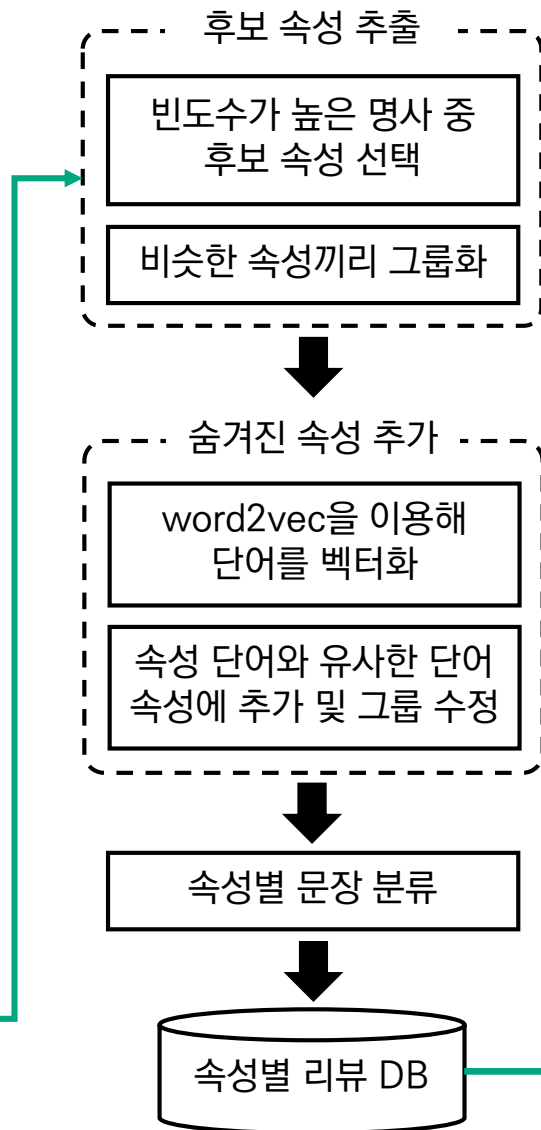 후보 속성 추출
빈도수가 높은 명사 중
후보 속성 선택
비슷한 속성끼리 그룹화
숨겨진 속성 추가
word2vec을 이용해
단어를 벡터화
속성 단어와 유사한 단어
속성에 추가 및 그룹 수정
속성별 문장 분류
속성별 리뷰 DB